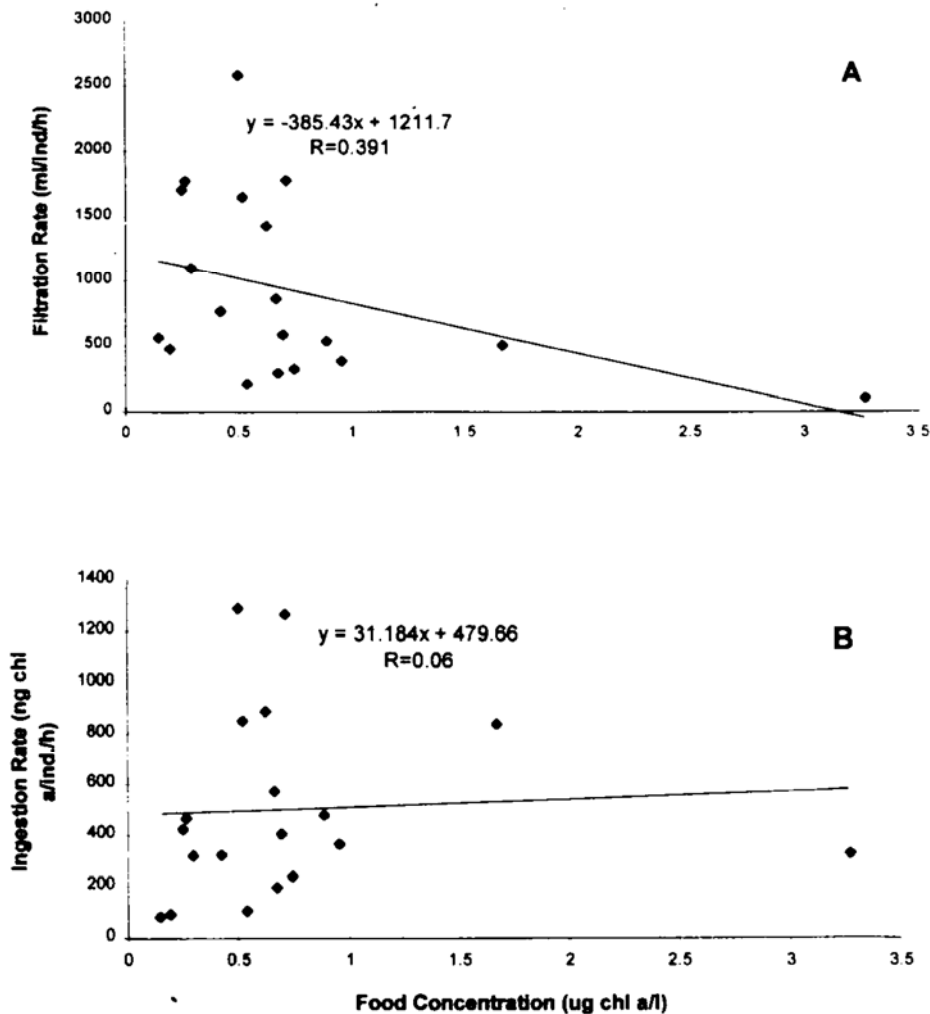 3000
A
2500
y = -385.43x + 1211.7
R=0.391
2000
1500
1000
500
0
Filtration Rate (ml/Ind/h)
0 0.5 1 1.5 2 2.5 3 3.5
1400
1200
y = 31.184x + 479.66
R=0.06
B
1000
800
600
400
200
0
Ingestion Rate (ng chl
a/ind./h)
0 0.5 1 1.5 2 2.5 3 3.5
Food Concentration (ug chl a/l)